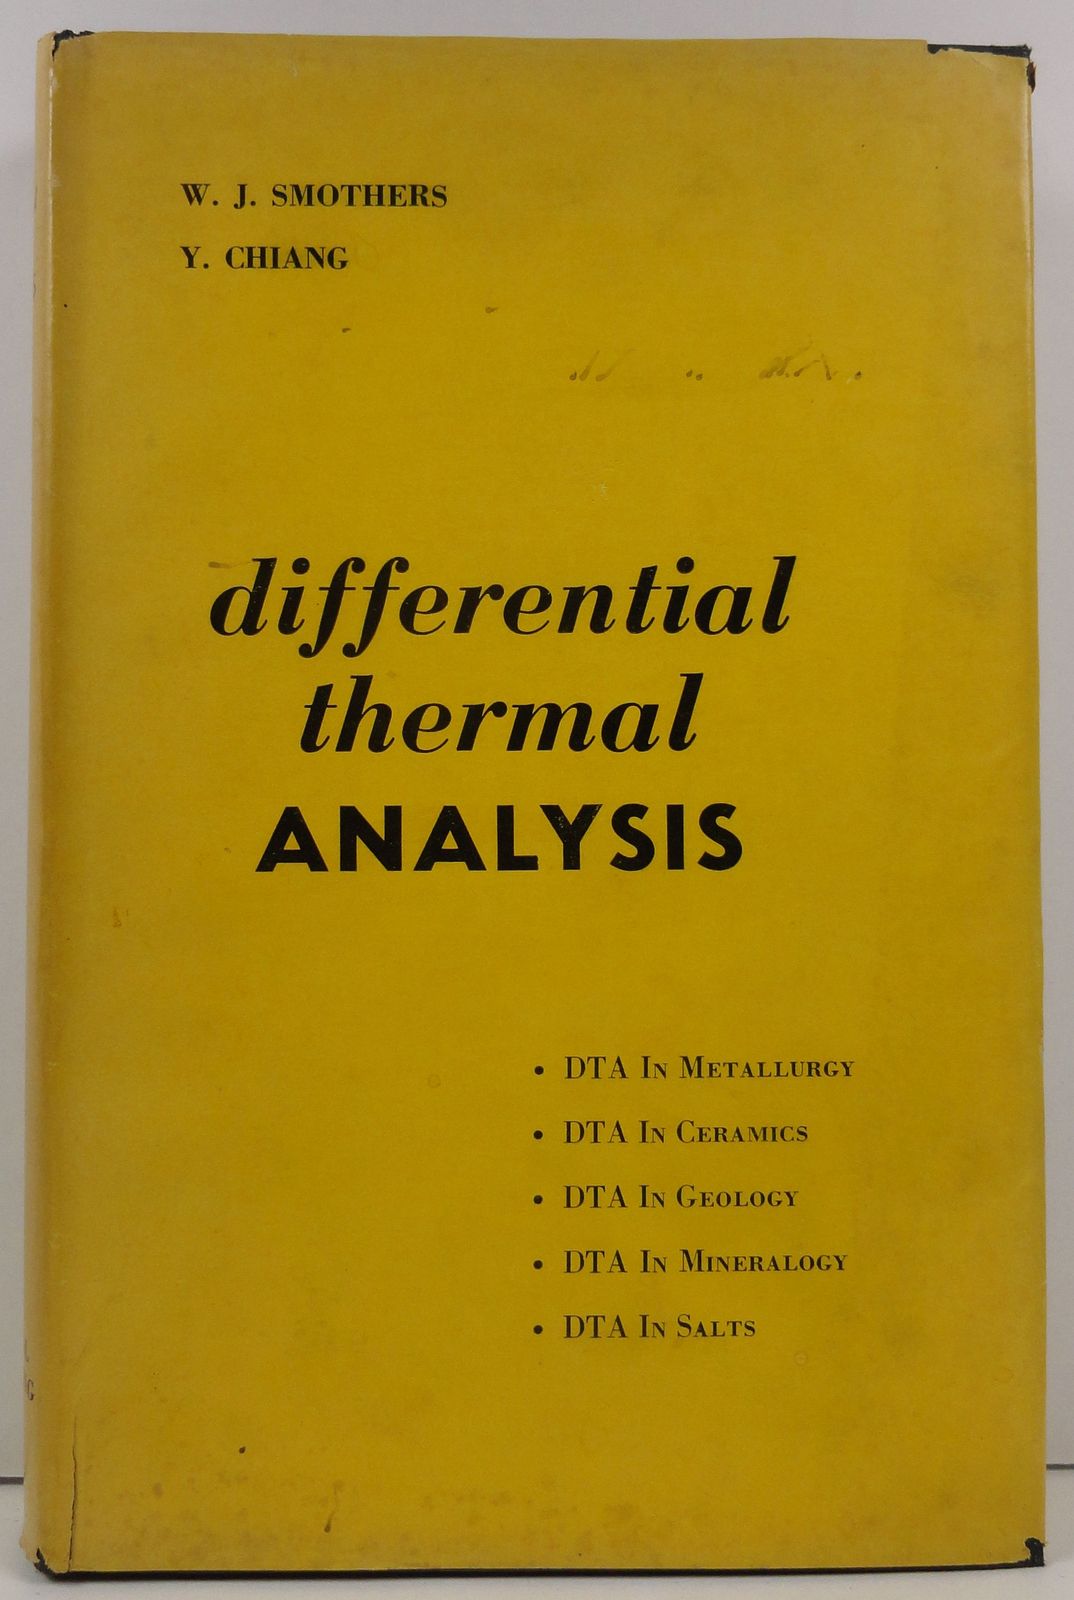 W. J. SMOTHERS
Y. CHIANG
differential
thermal
ANALYSIS
• DTA IN METALLURGY
• DTA IN CERAMICS
• DTA IN GEOLOGY
• DTA IN MINERALOGY
• DTA IN SALTS